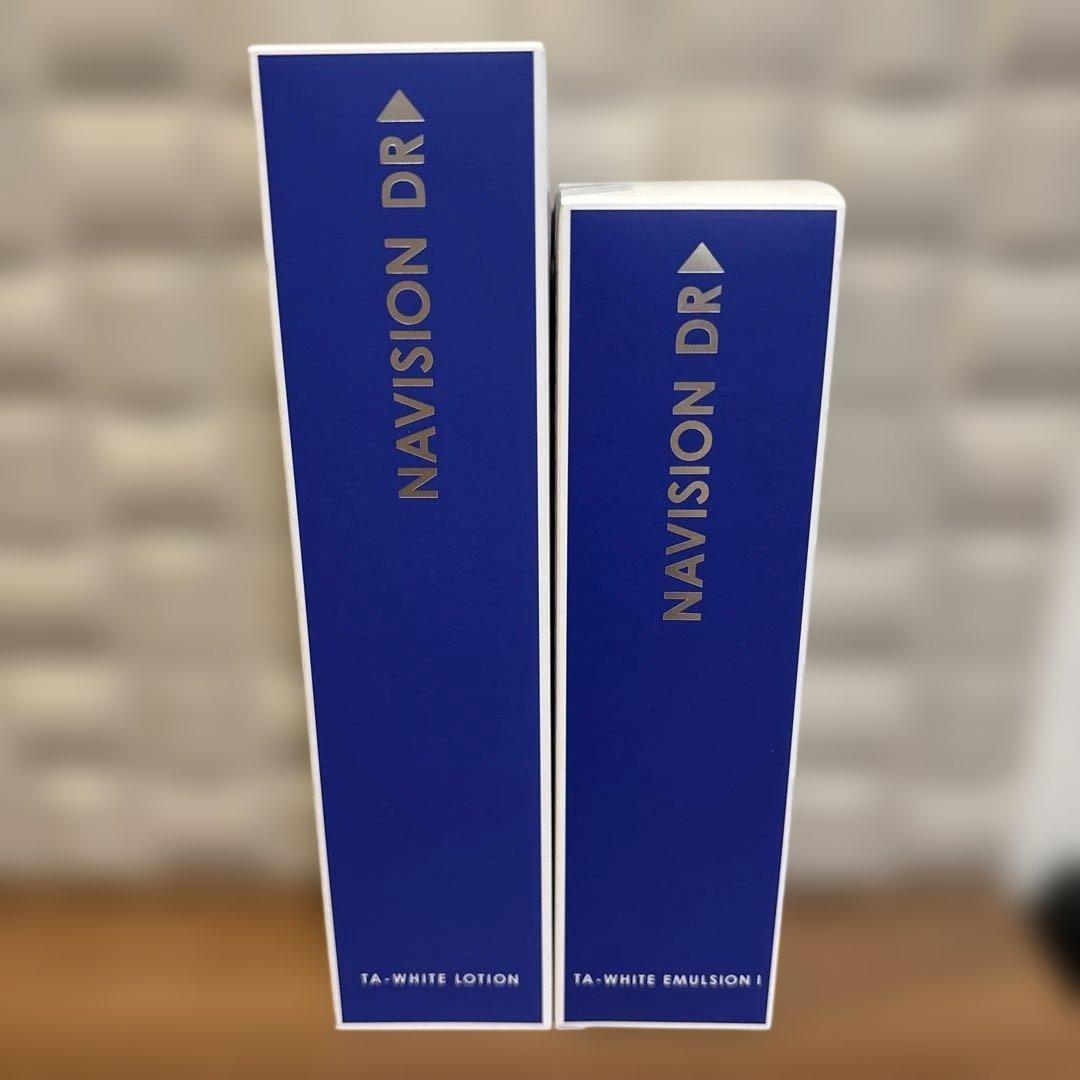 NAVISION DR
TA-WHITE LOTION
NAVISION DR
TA-WHITE EMULSION I